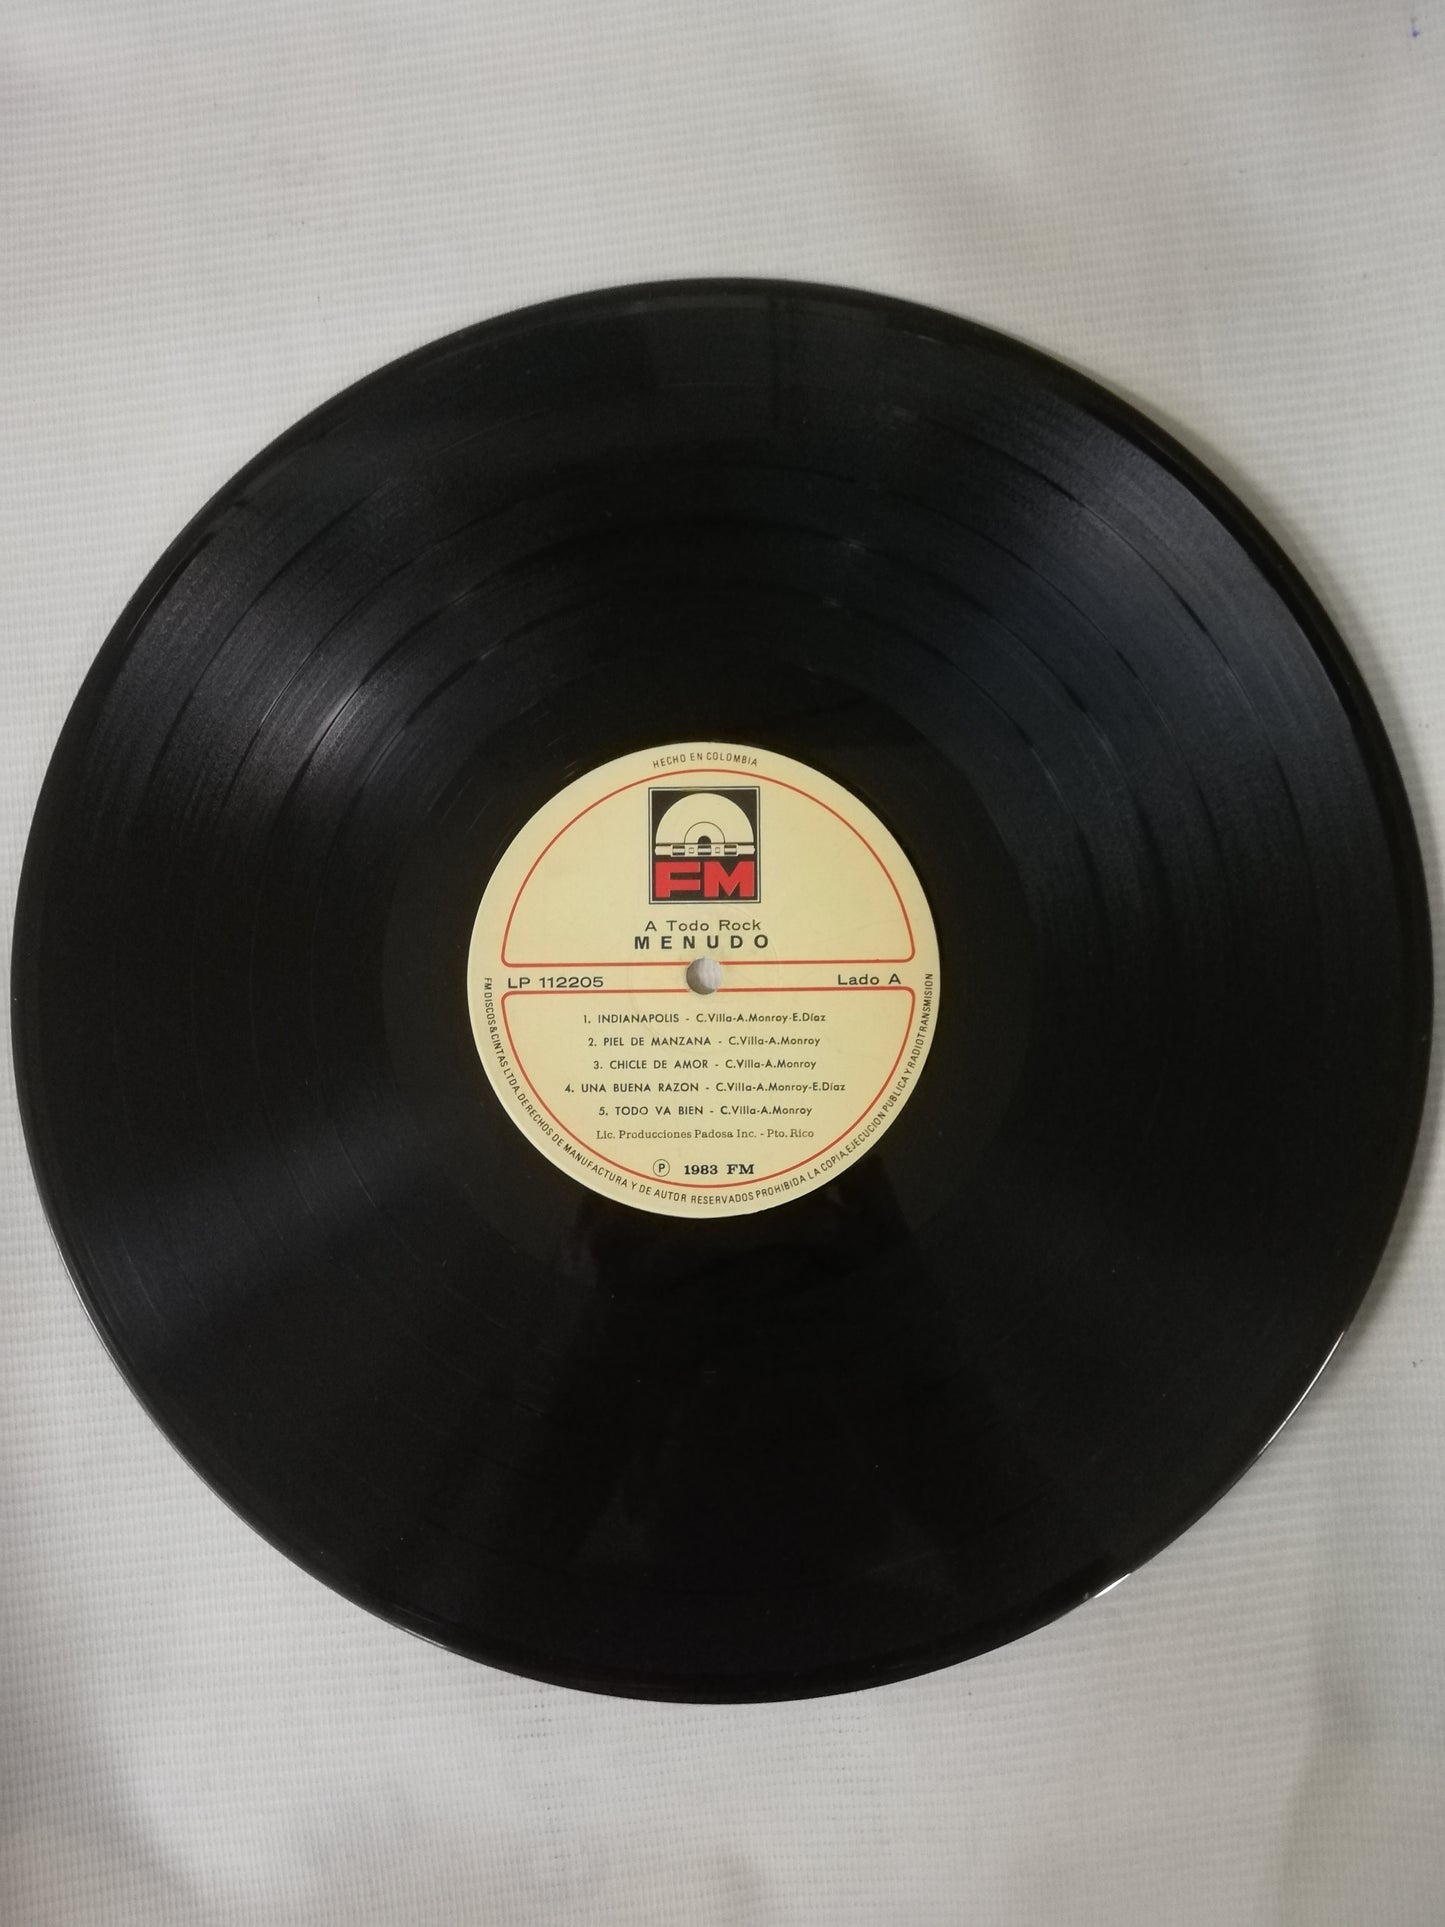 HECHO EN COLOMBIA
FM
A Todo Rock
MENUDO
LP 112205
Lado A
1. INDIANAPOLIS - C.Villa-A.Monroy-E.Díaz
2. PIEL DE MANZANA - C.Villa-A.Monroy
3. CHICLE DE AMOR - C.Villa-A.Monroy
4. UNA BUENA RAZON - C.Villa-A.Monroy-E.Díaz
5. TODO VA BIEN - C.Villa-A.Monroy
Lic. Producciones Padosa Inc. - Pto. Rico
Ⓟ 1983 FM
FM DISCOS & CINTAS LTDA. DERECHOS DE MANUFACTURA Y DE AUTOR RESERVADOS PROHIBIDA LA COPIA, EJECUCION PUBLICA Y RADIOTRANSMISION